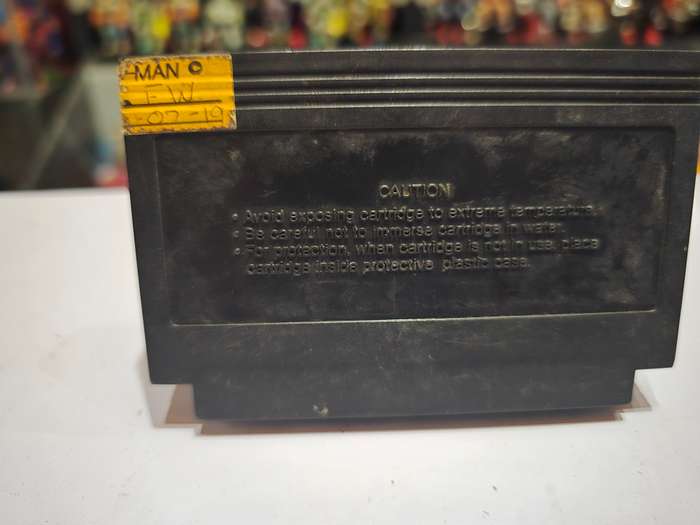 -MAN
EW
-07-19
CAUTION
• Avoid exposing cartridge to extreme temperature.
• Be careful not to immerse cartridge in water.
• For protection, when cartridge is not in use, place
cartridge inside protective plastic case.